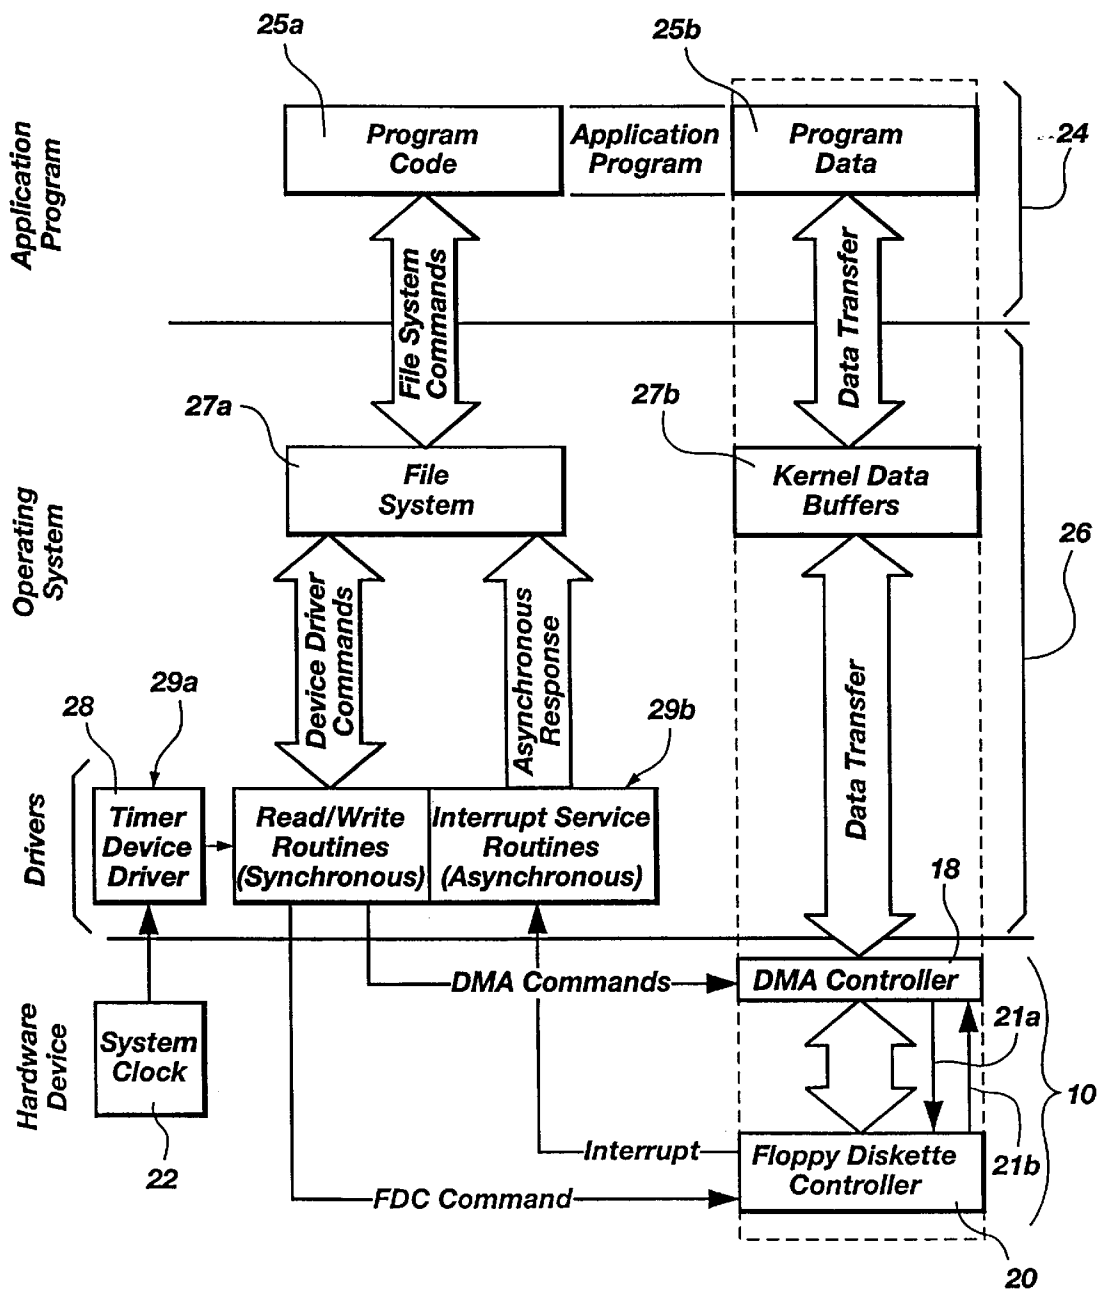 25a
25b
Application
Program
Program
Code
Application
Program
Program
Data
24
File System
Commands
Data Transfer
27a
27b
File
System
Kernel Data
Buffers
Operating
System
26
Device Driver
Commands
Asynchronous
Response
Data Transfer
28
29a
29b
Drivers
Timer
Device
Driver
Read/Write
Routines
(Synchronous)
Interrupt Service
Routines
(Asynchronous)
18
DMA Commands
DMA Controller
Hardware
Device
System
Clock
21a
10
22
Interrupt
FDC Command
Floppy Diskette
Controller
21b
20